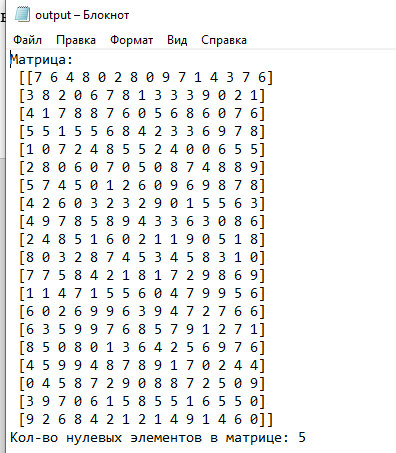 output – Блокнот
Файл Правка Формат Вид Справка
Матрица:
[[7 6 4 8 0 2 8 0 9 7 1 4 3 7 6]
[3 8 2 0 6 7 8 1 3 3 3 9 0 2 1]
[4 1 7 8 8 7 6 0 5 6 8 6 0 7 6]
[5 5 1 5 5 6 8 4 2 3 3 6 9 7 8]
[1 0 7 2 4 8 5 5 2 4 0 0 6 5 5]
[2 8 0 6 0 7 0 5 0 8 7 4 8 8 9]
[5 7 4 5 0 1 2 6 0 9 6 9 8 7 8]
[4 2 6 0 3 2 3 2 9 0 1 5 5 6 3]
[4 9 7 8 5 8 9 4 3 3 6 3 0 8 6]
[2 4 8 5 1 6 0 2 1 1 9 0 5 1 8]
[8 0 3 2 8 7 4 5 3 4 5 8 3 1 0]
[7 7 5 8 4 2 1 8 1 7 2 9 8 6 9]
[1 1 4 7 1 5 5 6 0 4 7 9 9 5 6]
[6 0 2 6 9 9 6 3 9 4 7 2 7 6 6]
[6 3 5 9 9 7 6 8 5 7 9 1 2 7 1]
[8 5 0 8 0 1 3 6 4 2 5 6 9 7 6]
[4 5 9 9 4 8 7 8 9 1 7 0 2 4 4]
[0 4 5 8 7 2 9 0 8 8 7 2 5 0 9]
[3 9 7 0 6 1 5 8 5 5 1 6 5 5 0]
[9 2 6 8 4 2 1 2 1 4 9 1 4 6 0]]
Кол-во нулевых элементов в матрице: 5